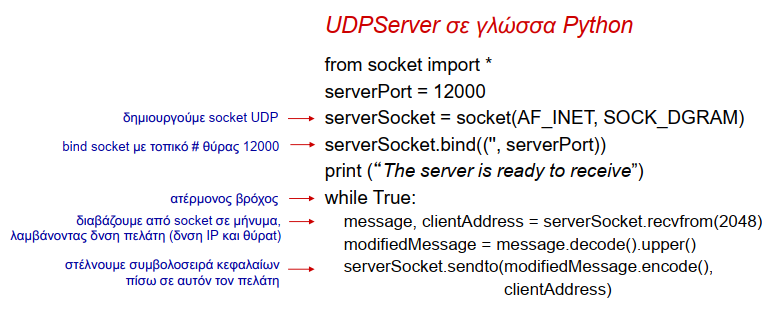 UDPServer σε γλώσσα Python
from socket import *
serverPort = 12000
δημιουργούμε socket UDP
serverSocket = socket(AF_INET, SOCK_DGRAM)
bind socket με τοπικό # θύρας 12000
serverSocket.bind(('', serverPort))
print (“The server is ready to receive”)
ατέρμονος βρόχος
while True:
διαβάζουμε από socket σε μήνυμα,
λαμβάνοντας δνση πελάτη (δνση IP και θύραt)
message, clientAddress = serverSocket.recvfrom(2048)
modifiedMessage = message.decode().upper()
στέλνουμε συμβολοσειρά κεφαλαίων
πίσω σε αυτόν τον πελάτη
serverSocket.sendto(modifiedMessage.encode(),
clientAddress)